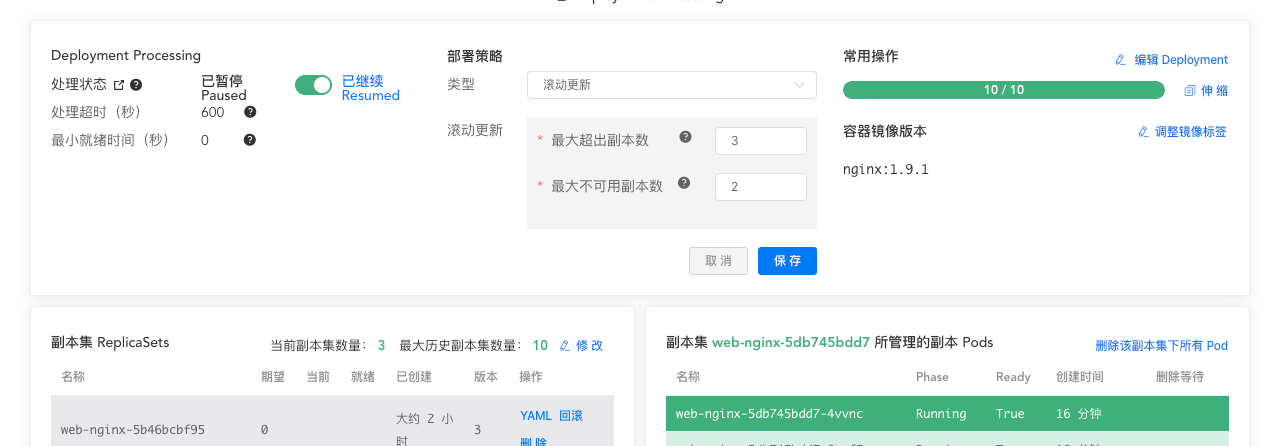 Deployment Processing
处理状态 已暂停 Paused 已继续 Resumed
处理超时（秒） 600
最小就绪时间（秒） 0
部署策略
类型 滚动更新
滚动更新
* 最大超出副本数 3
* 最大不可用副本数 2
取 消 保 存
常用操作 编辑 Deployment
10 / 10 伸 缩
容器镜像版本 调整镜像标签
nginx:1.9.1
副本集 ReplicaSets 当前副本集数量： 3 最大历史副本集数量： 10 修 改
名称 期望 当前 就绪 已创建 版本 操作
web-nginx-5b46bcbf95 0 大约 2 小时 3 YAML 回滚
删 除
副本集 web-nginx-5db745bdd7 所管理的副本 Pods 删除该副本集下所有 Pod
名称 Phase Ready 创建时间 删除等待
web-nginx-5db745bdd7-4vvnc Running True 16 分钟